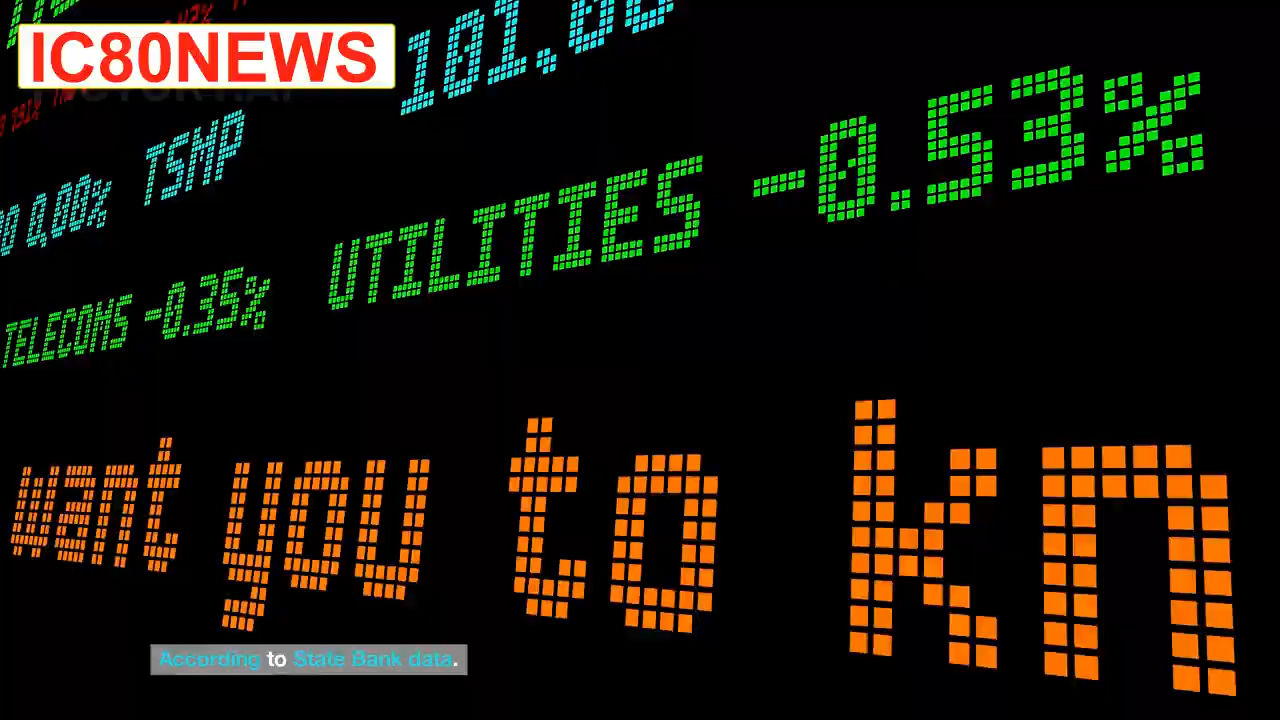 IC80NEWS
101,00
0,00% TSMP
TELECOMS -0.35% UTILITIES -0.53%
want you to kn
According to State Bank data.